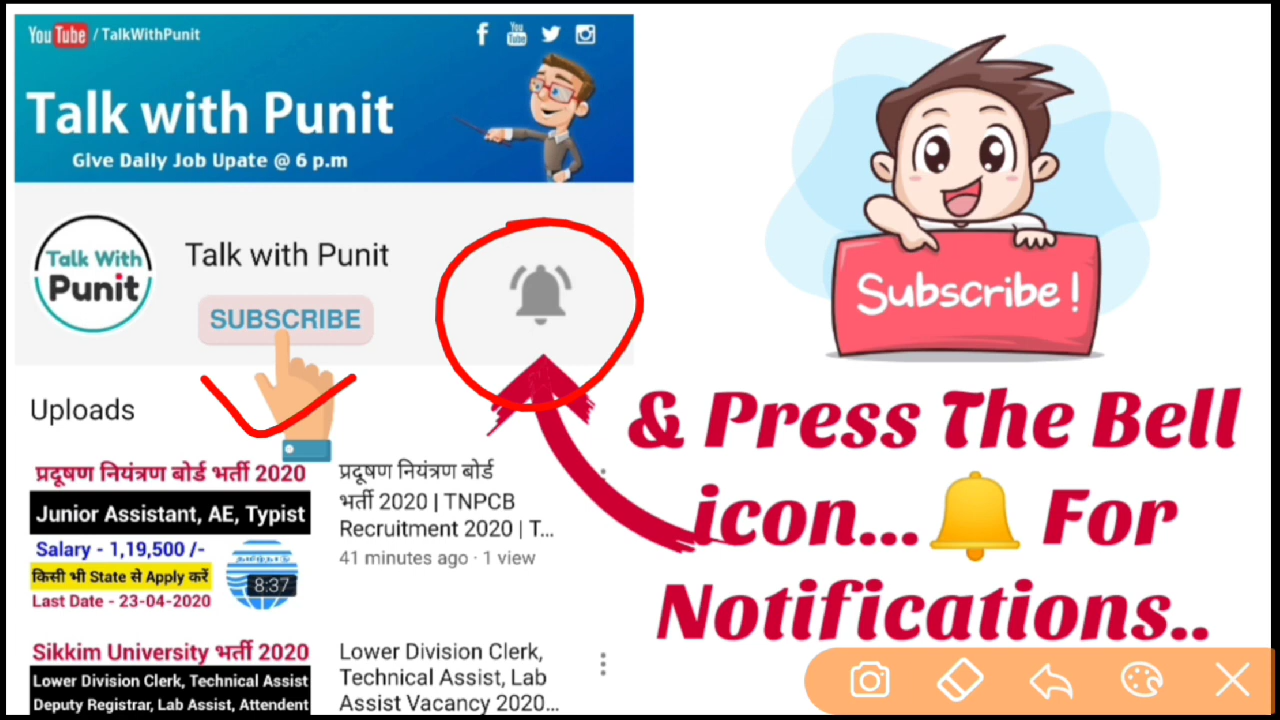 YouTube / TalkWithPunit
You Tube
Talk with Punit
Give Daily Job Upate @ 6 p.m
Talk With
Punit
Talk with Punit
SUBSCRIBE
Uploads
प्रदूषण नियंत्रण बोर्ड भर्ती 2020
Junior Assistant, AE, Typist
Salary - 1,19,500 /-
किसी भी State से Apply करें
Last Date - 23-04-2020
8:37
प्रदूषण नियंत्रण बोर्ड
भर्ती 2020 | TNPCB
Recruitment 2020 | T...
41 minutes ago · 1 view
Sikkim University भर्ती 2020
Lower Division Clerk, Technical Assist
Deputy Registrar, Lab Assist, Attendent
Lower Division Clerk,
Technical Assist, Lab
Assist Vacancy 2020...
Subscribe!
& Press The Bell
icon...🔔 For
Notifications..